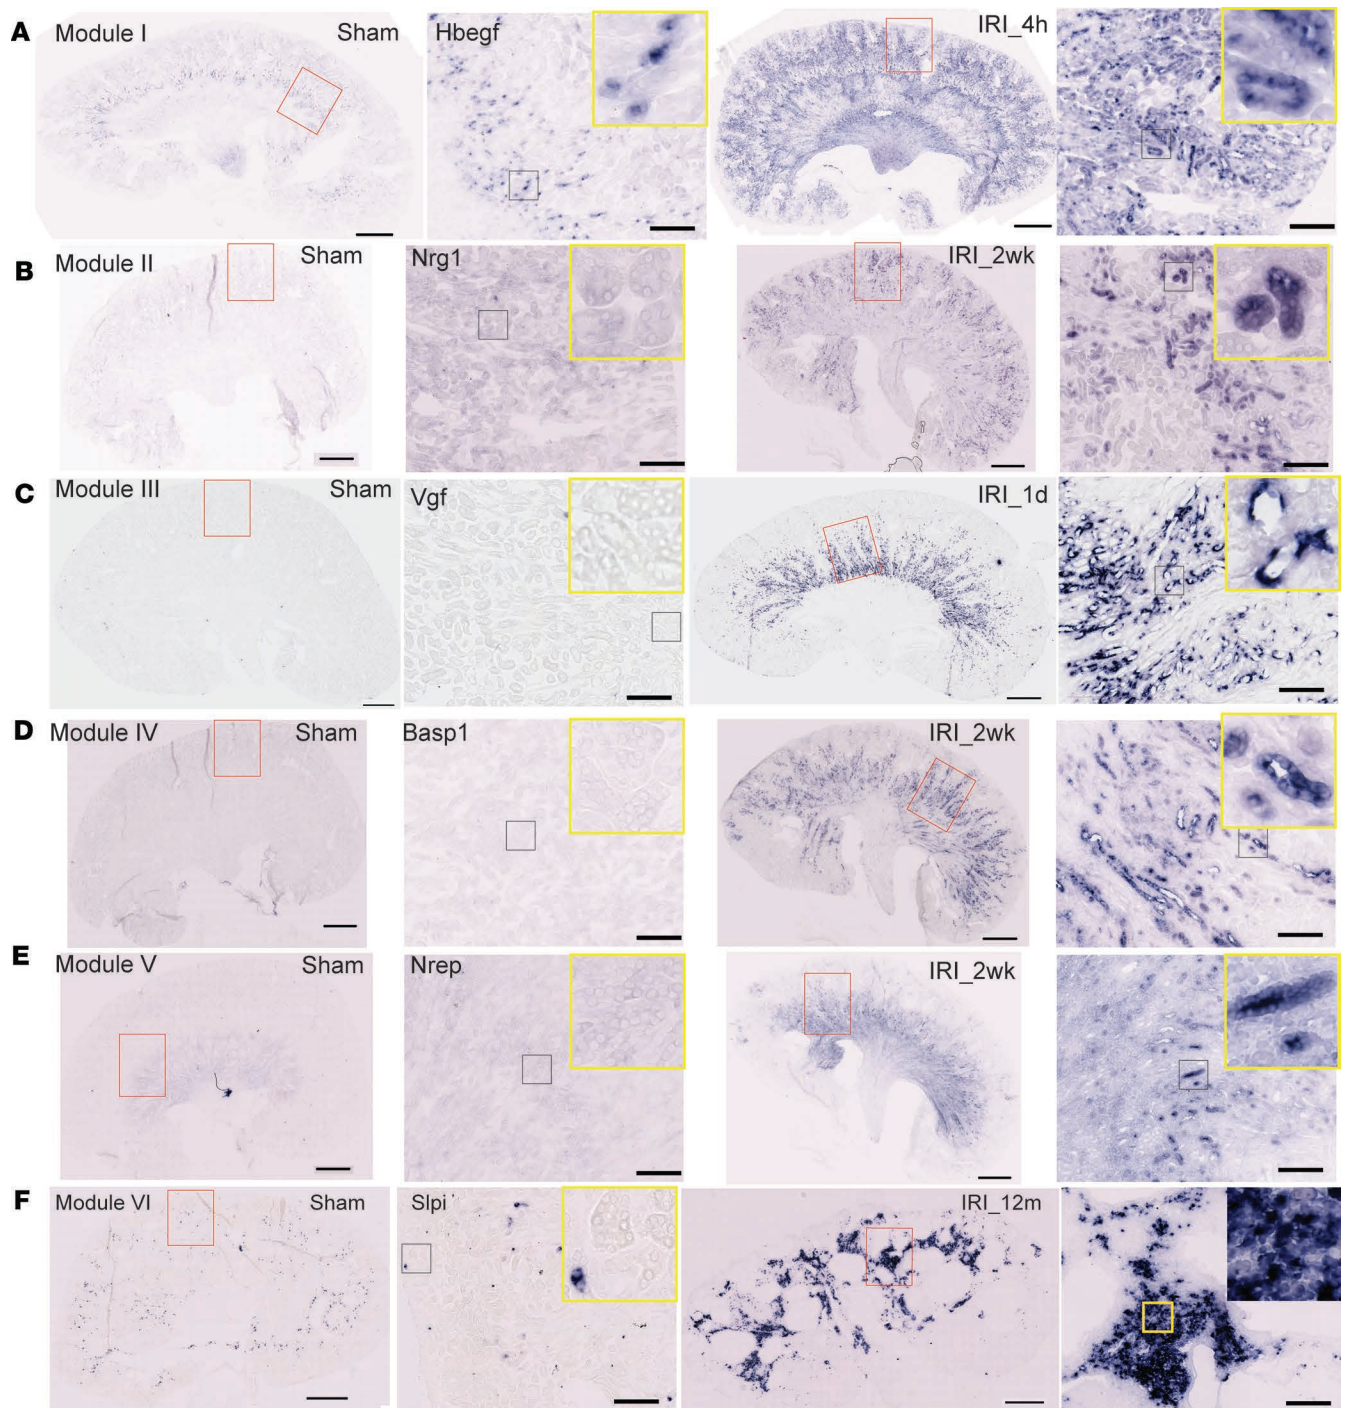 A Module I Sham Hbegf IRI_4h
B Module II Sham Nrg1 IRI_2wk
C Module III Sham Vgf IRI_1d
D Module IV Sham Basp1 IRI_2wk
E Module V Sham Nrep IRI_2wk
F Module VI Sham Slpi IRI_12m